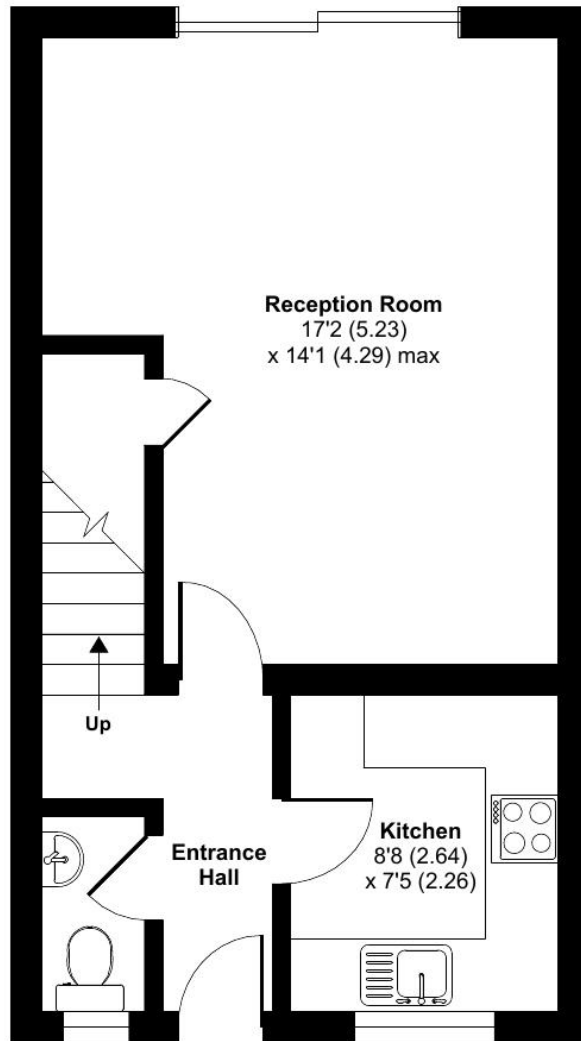 Reception Room
17'2 (5.23)
x 14'1 (4.29) max
Up
Entrance
Hall
Kitchen
8'8 (2.64)
x 7'5 (2.26)